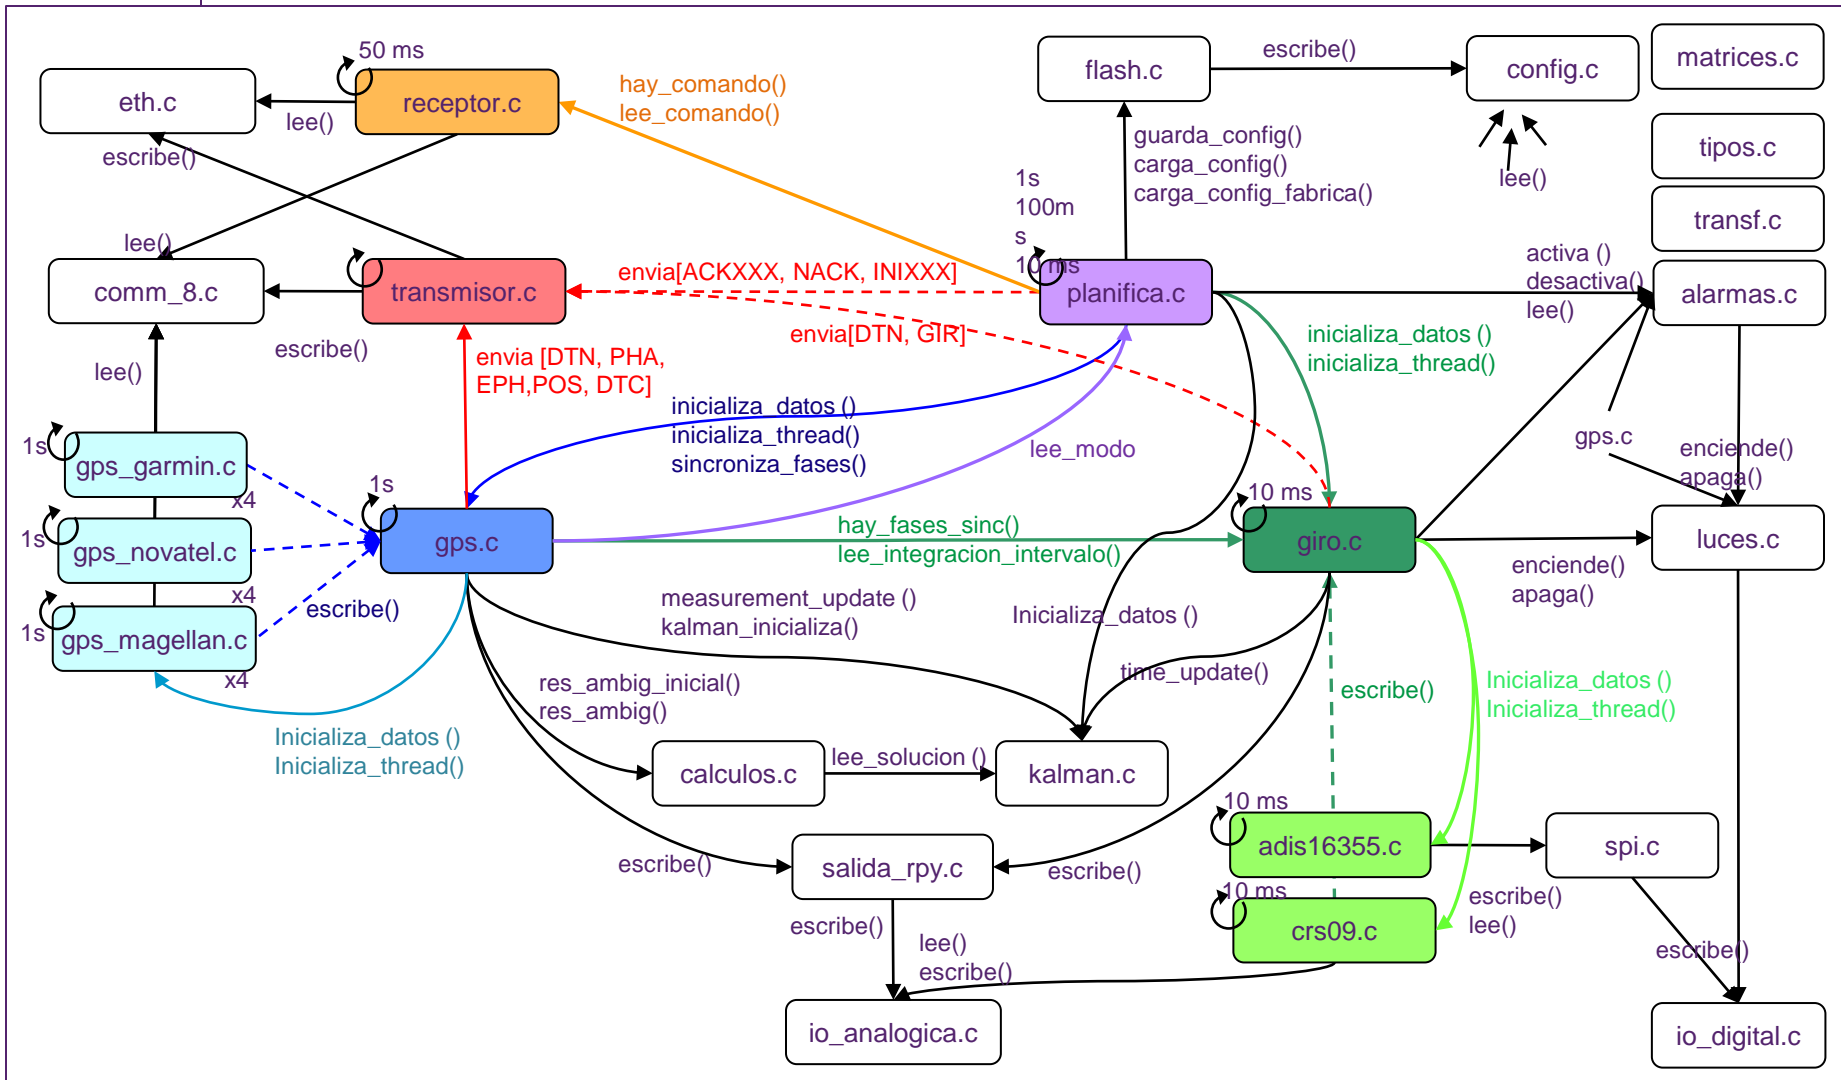 50 ms
eth.c
receptor.c
lee()
escribe()
hay_comando()
lee_comando()
flash.c
escribe()
config.c
lee()
matrices.c
tipos.c
transf.c
guarda_config()
carga_config()
carga_config_fabrica()
1s
100m
s
10 ms
planifica.c
lee()
comm_8.c
transmisor.c
escribe()
envia[ACKXXX, NACK, INIXXX]
envia[DTN, GIR]
envia [DTN, PHA,
EPH,POS, DTC]
activa ()
desactiva()
lee()
alarmas.c
inicializa_datos ()
inicializa_thread()
lee()
inicializa_datos ()
inicializa_thread()
sincroniza_fases()
lee_modo
gps.c
enciende()
apaga()
1s
gps_garmin.c
x4
1s
gps_novatel.c
x4
1s
gps_magellan.c
x4
escribe()
1s
gps.c
hay_fases_sinc()
lee_integracion_intervalo()
10 ms
giro.c
luces.c
enciende()
apaga()
measurement_update ()
kalman_inicializa()
Inicializa_datos ()
time_update()
escribe()
Inicializa_datos ()
Inicializa_thread()
res_ambig_inicial()
res_ambig()
Inicializa_datos ()
Inicializa_thread()
calculos.c
lee_solucion ()
kalman.c
10 ms
adis16355.c
spi.c
escribe()
salida_rpy.c
escribe()
10 ms
crs09.c
escribe()
lee()
escribe()
escribe()
lee()
escribe()
io_analogica.c
io_digital.c